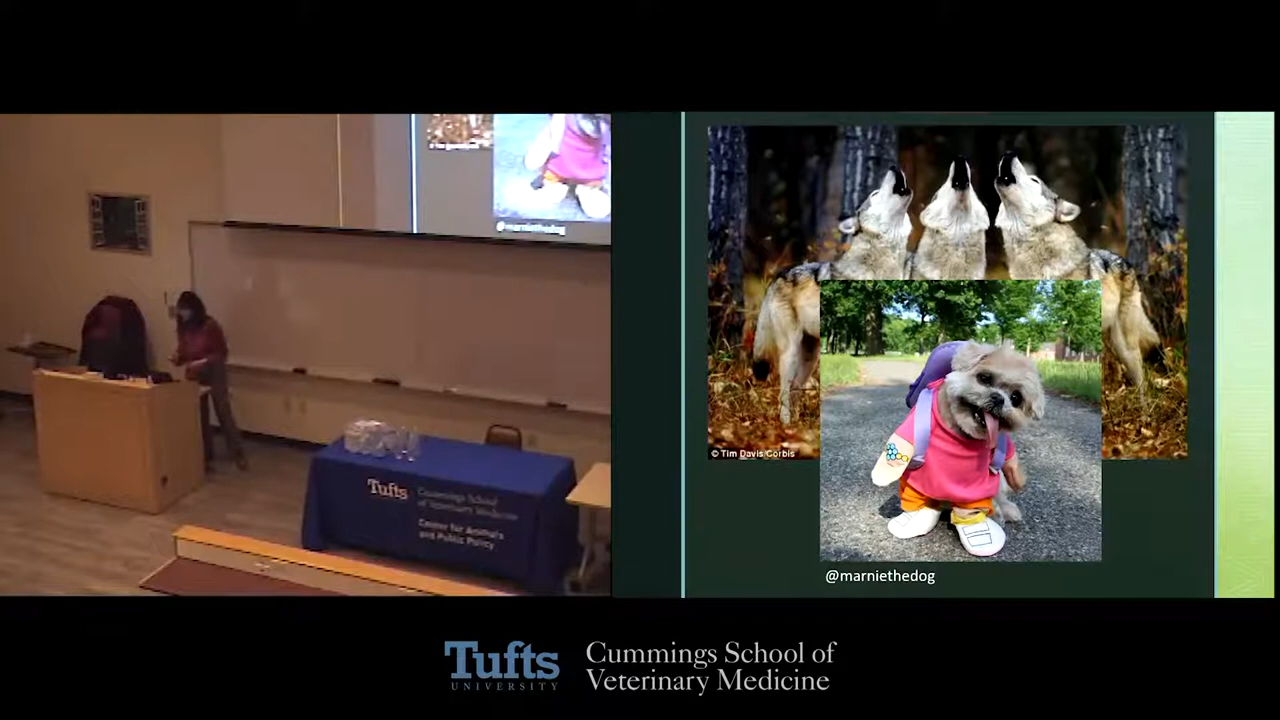 @marniethedog
Tufts
Cummings School
of Veterinary Medicine
Center for Animals
and Public Policy
© Tim Davis/Corbis
@marniethedog
Tufts
UNIVERSITY
Cummings School of
Veterinary Medicine